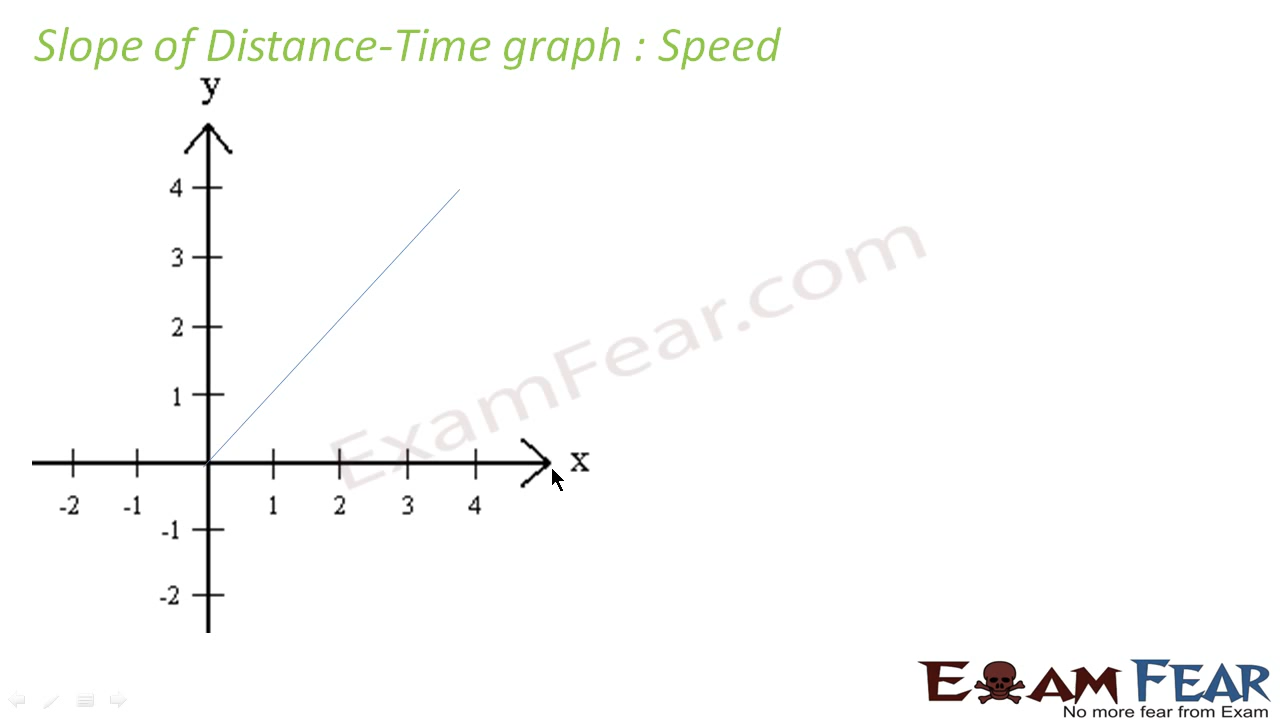 Slope of Distance-Time graph : Speed
y
4
3
2
1
x
-2 -1 1 2 3 4
-1
-2
ExamFear.com
EXAM FEAR
No more fear from Exam